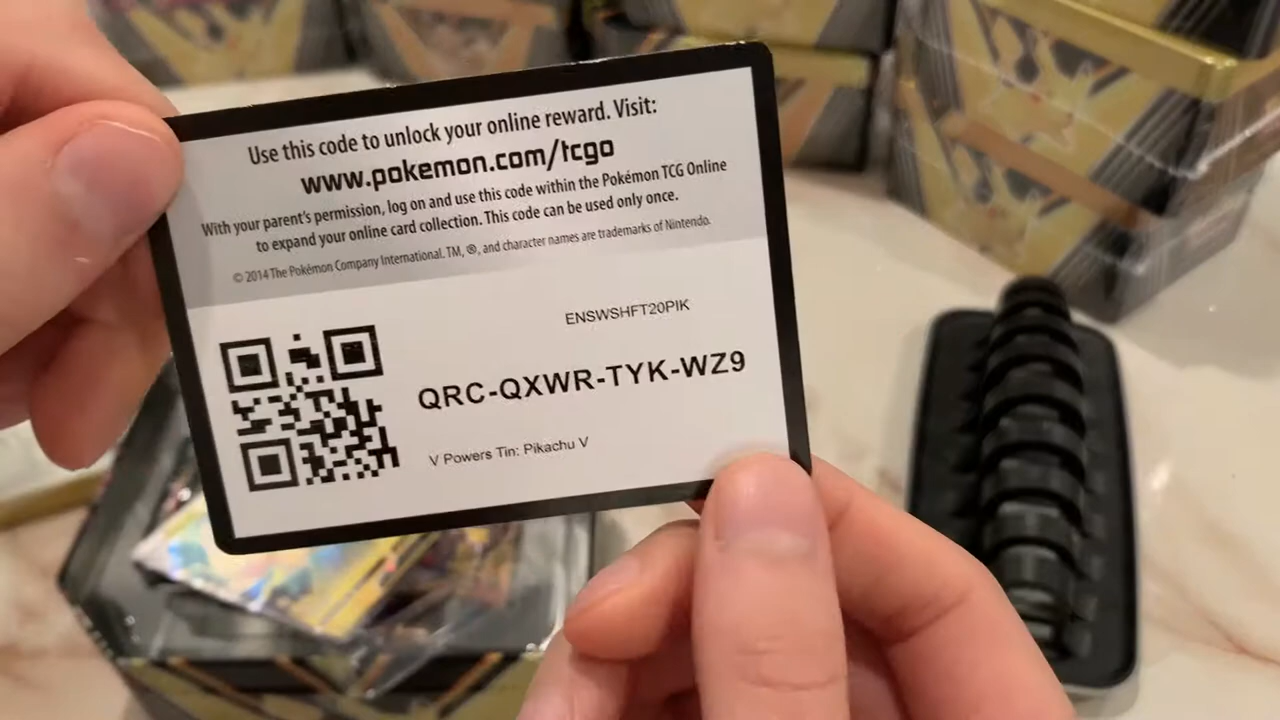 Use this code to unlock your online reward. Visit:
www.pokemon.com/tcgo
With your parent's permission, log on and use this code within the Pokémon TCG Online
to expand your online card collection. This code can be used only once.
© 2014 The Pokémon Company International. TM, ®, and character names are trademarks of Nintendo.
ENSWSHFT20PIK
QRC-QXWR-TYK-WZ9
V Powers Tin: Pikachu V